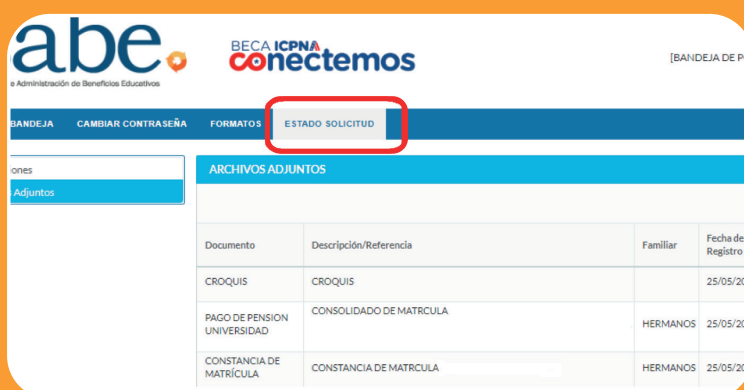 abe.
e Administración de Beneficios Educativos
BECA ICPNA
conectemos
[BANDEJA DE P
BANDEJA CAMBIAR CONTRASEÑA FORMATOS ESTADO SOLICITUD
ones
Adjuntos
ARCHIVOS ADJUNTOS
Documento Descripción/Referencia Familiar Fecha de
Registro
CROQUIS CROQUIS 25/05/20
PAGO DE PENSION
UNIVERSIDAD CONSOLIDADO DE MATRCULA HERMANOS 25/05/20
CONSTANCIA DE
MATRÍCULA CONSTANCIA DE MATRCULA HERMANOS 25/05/20